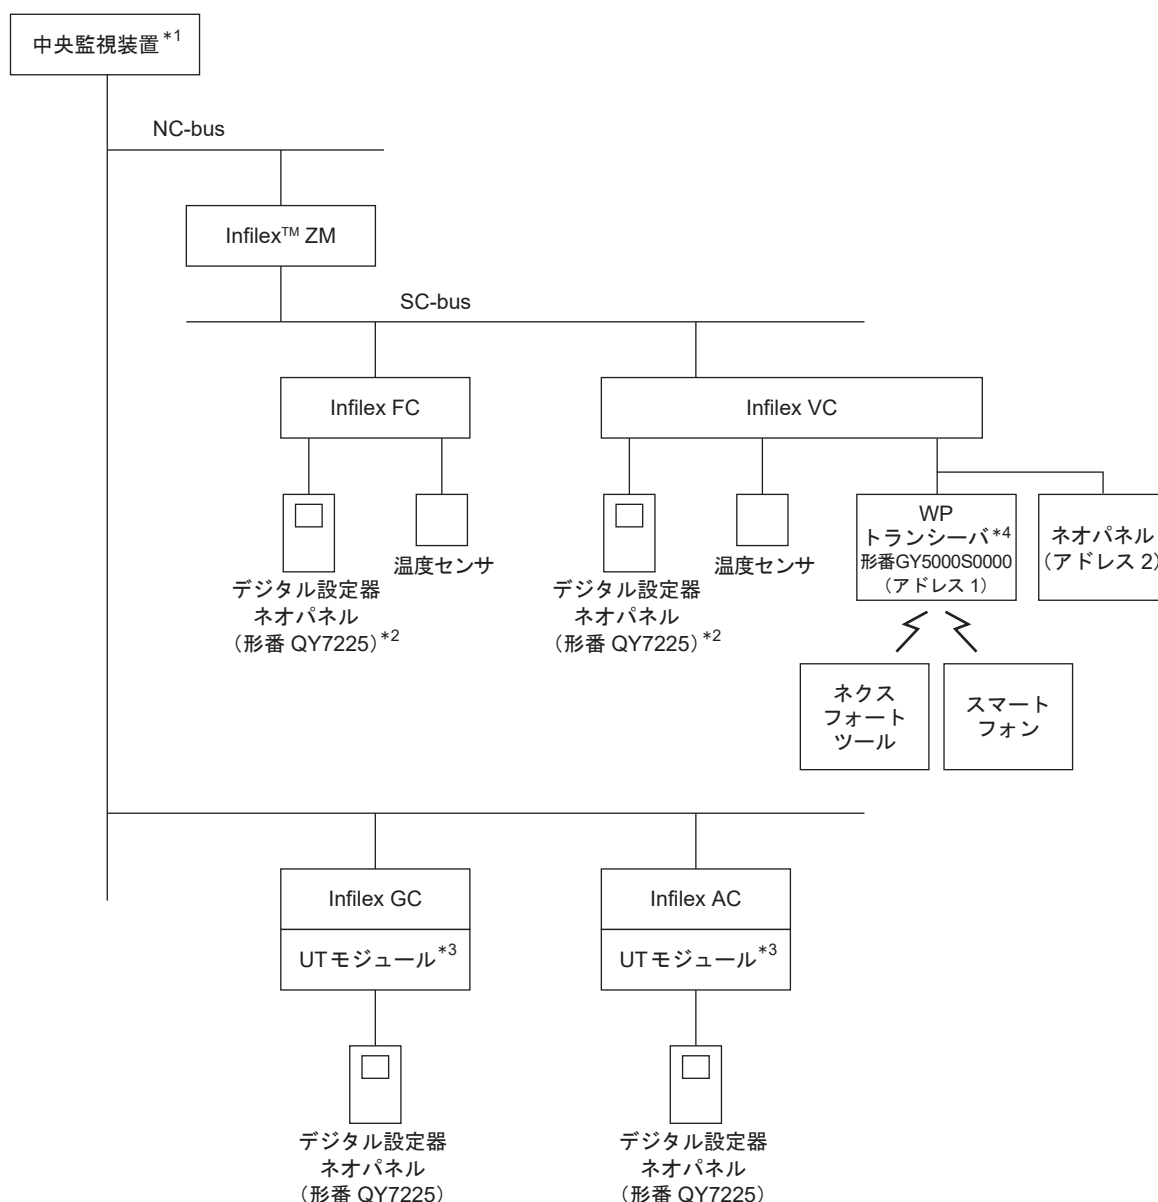 中央監視装置*1
NC-bus
Infilex™ ZM
SC-bus
Infilex FC
Infilex VC
デジタル設定器
ネオパネル
（形番 QY7225）*2
温度センサ
デジタル設定器
ネオパネル
（形番 QY7225）*2
温度センサ
WP
トランシーバ*4
形番GY5000S0000
（アドレス 1）
ネオパネル
（アドレス 2）
ネクス
フォート
ツール
スマート
フォン
Infilex GC
UTモジュール*3
Infilex AC
UTモジュール*3
デジタル設定器
ネオパネル
（形番 QY7225）
デジタル設定器
ネオパネル
（形番 QY7225）